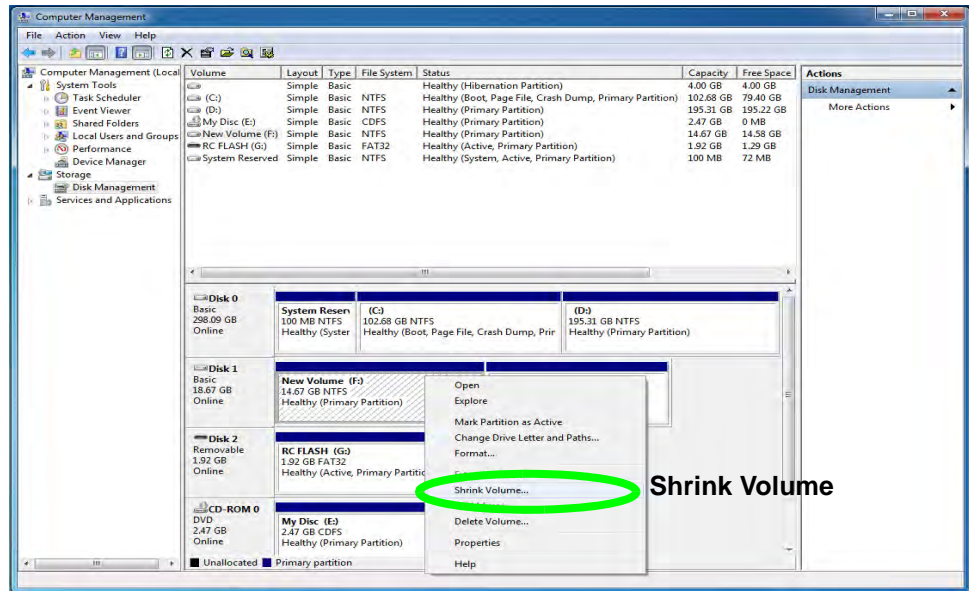 Computer Management
File Action View Help
Computer Management (Local
System Tools
Task Scheduler
Event Viewer
Shared Folders
Local Users and Groups
Performance
Device Manager
Storage
Disk Management
Services and Applications
Volume Layout Type File System Status Capacity Free Space
Simple Basic Healthy (Hibernation Partition) 4.00 GB 4.00 GB
(C:) Simple Basic NTFS Healthy (Boot, Page File, Crash Dump, Primary Partition) 102.68 GB 79.40 GB
(D:) Simple Basic NTFS Healthy (Primary Partition) 195.31 GB 195.22 GB
My Disc (E:) Simple Basic CDFS Healthy (Primary Partition) 2.47 GB 0 MB
New Volume (F:) Simple Basic NTFS Healthy (Primary Partition) 14.67 GB 14.58 GB
RC FLASH (G:) Simple Basic FAT32 Healthy (Active, Primary Partition) 1.92 GB 1.29 GB
System Reserved Simple Basic NTFS Healthy (System, Active, Primary Partition) 100 MB 72 MB
Actions
Disk Management
More Actions
Disk 0
Basic
298.09 GB
Online
System Reserv
100 MB NTFS
Healthy (Syster
(C:)
102.68 GB NTFS
Healthy (Boot, Page File, Crash Dump, Prir
(D:)
195.31 GB NTFS
Healthy (Primary Partition)
Disk 1
Basic
18.67 GB
Online
New Volume (F:)
14.67 GB NTFS
Healthy (Primary Partition)
Disk 2
Removable
1.92 GB
Online
RC FLASH (G:)
1.92 GB FAT32
Healthy (Active, Primary Partitic
CD-ROM 0
DVD
2.47 GB
Online
My Disc (E:)
2.47 GB CDFS
Healthy (Primary Partition)
Unallocated Primary partition
Open
Explore
Mark Partition as Active
Change Drive Letter and Paths...
Format...
Shrink Volume...
Delete Volume...
Properties
Help
Shrink Volume